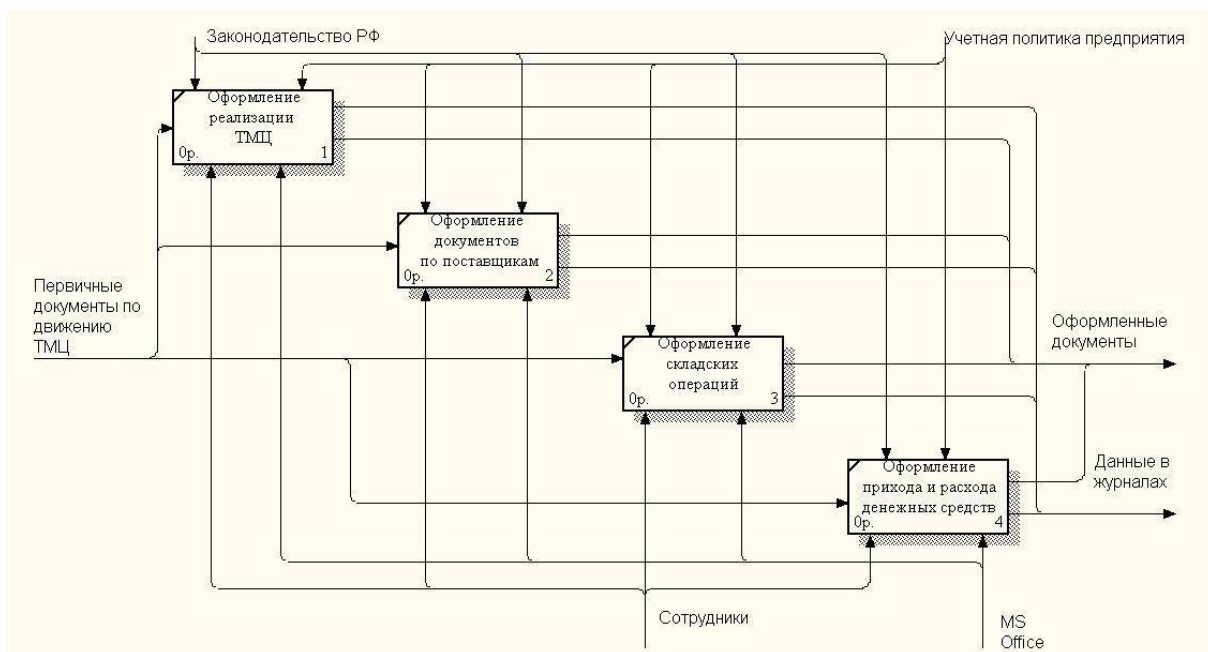 Законодательство РФ
Учетная политика предприятия
Оформление
реализации
ТМЦ
0р.
1
Оформление
документов
по поставщикам
0р.
2
Первичные
документы по
движению
ТМЦ
Оформление
складских
операций
0р.
3
Оформленные
документы
Оформление
прихода и расхода
денежных средств
0р.
4
Данные в
журналах
Сотрудники
MS
Office